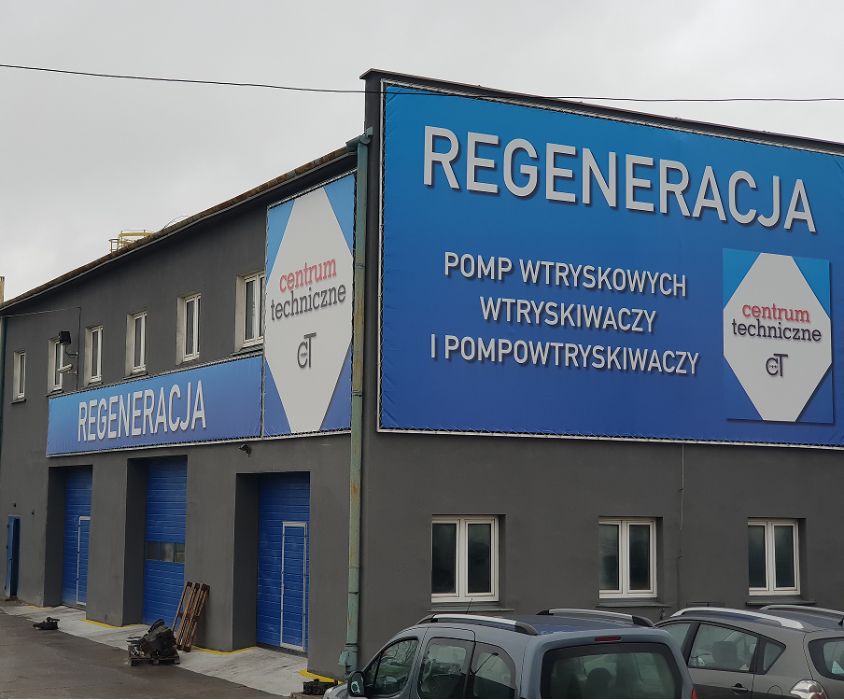 REGENERACJA
POMP WTRYSKOWYCH
WTRYSKIWACZY
I POMPOWTRYSKIWACZY
centrum
techniczne
CT
centrum
techniczne
CT
REGENERACJA